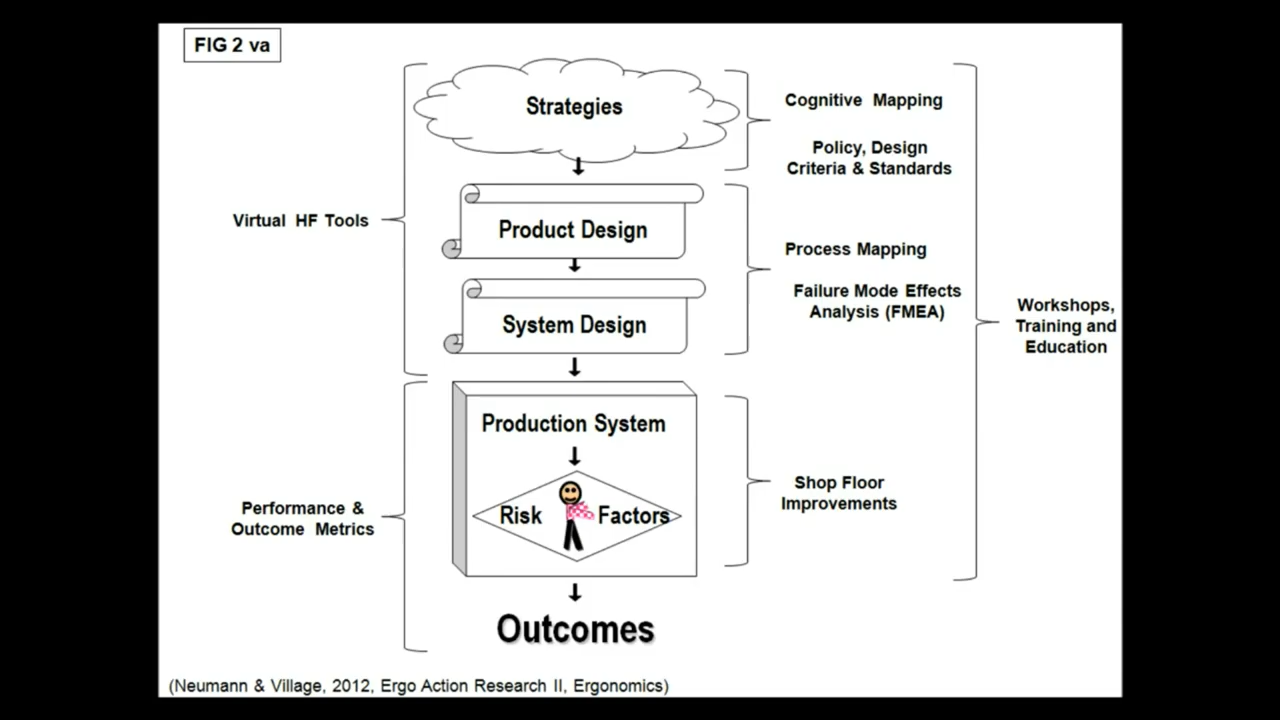 FIG 2 va
Strategies
Cognitive Mapping
Policy, Design
Criteria & Standards
Virtual HF Tools
Product Design
Process Mapping
Failure Mode Effects
Analysis (FMEA)
System Design
Workshops,
Training and
Education
Production System
Risk Factors
Shop Floor
Improvements
Performance &
Outcome Metrics
Outcomes
(Neumann & Village, 2012, Ergo Action Research II, Ergonomics)